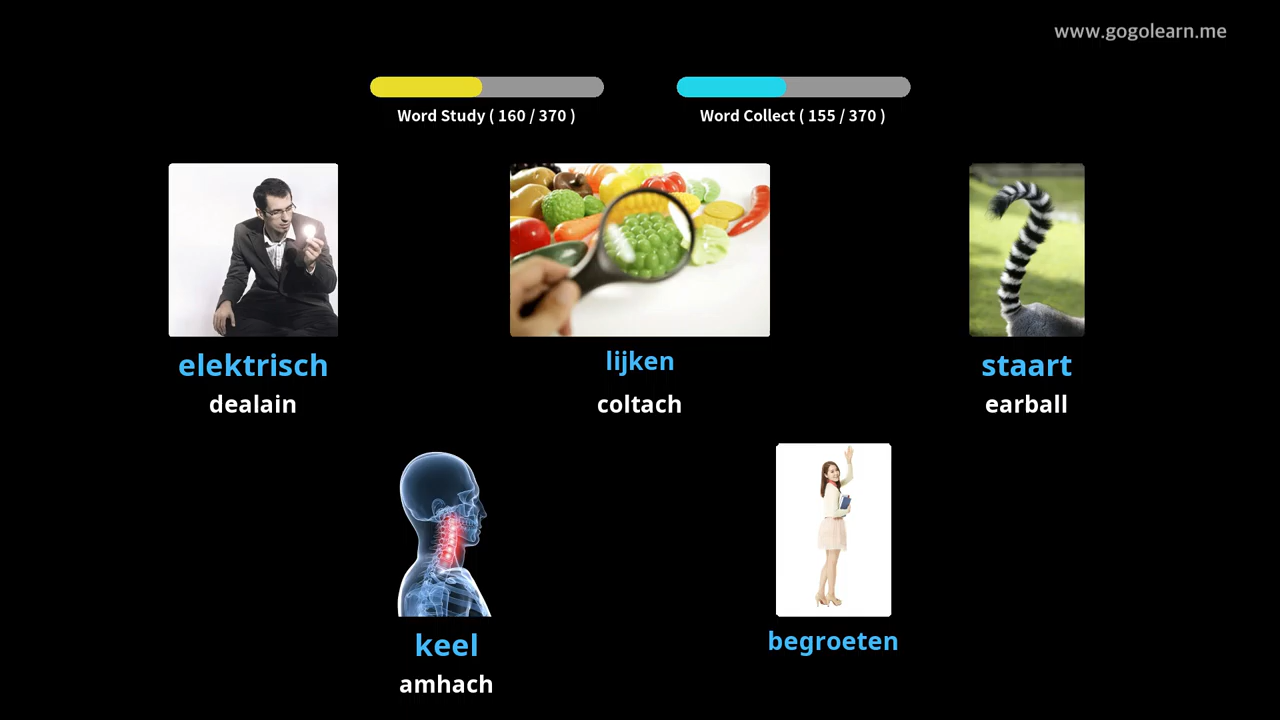 www.gogolearn.me
Word Study ( 160 / 370 )
Word Collect ( 155 / 370 )
elektrisch
dealain
lijken
coltach
staart
earball
keel
amhach
begroeten